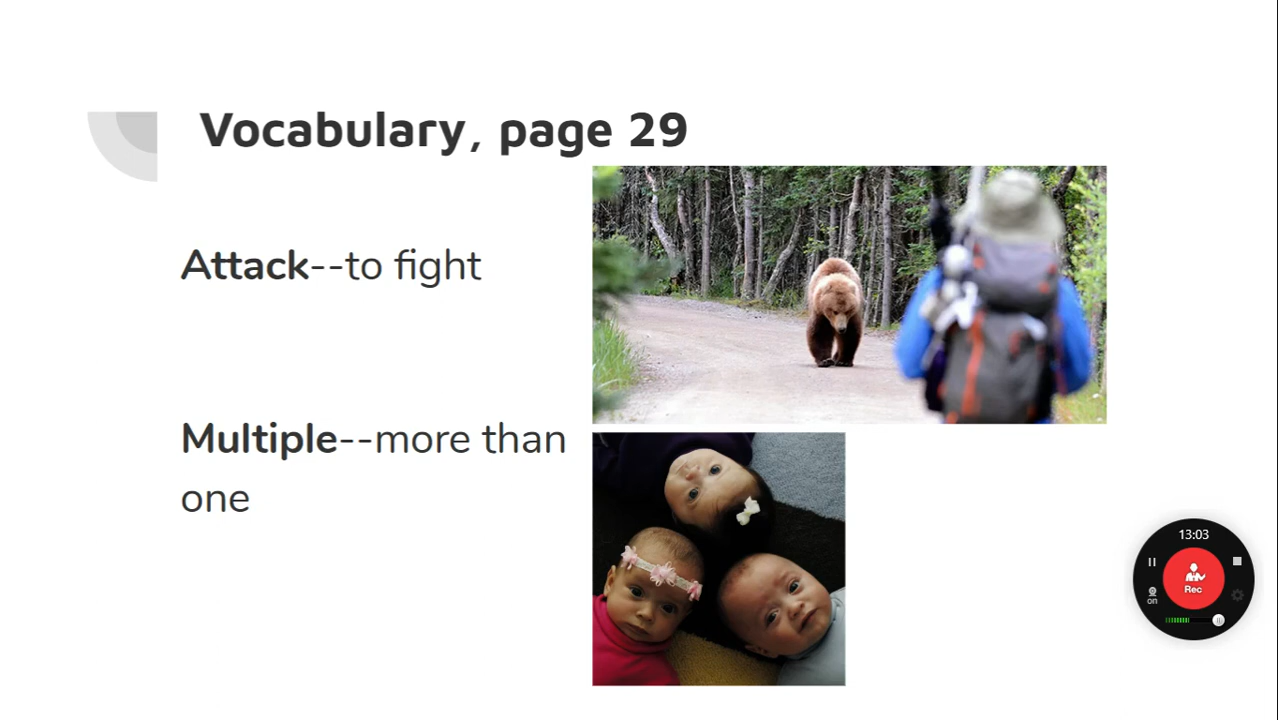 Vocabulary, page 29
Attack--to fight
Multiple--more than
one
13:03
Rec
on